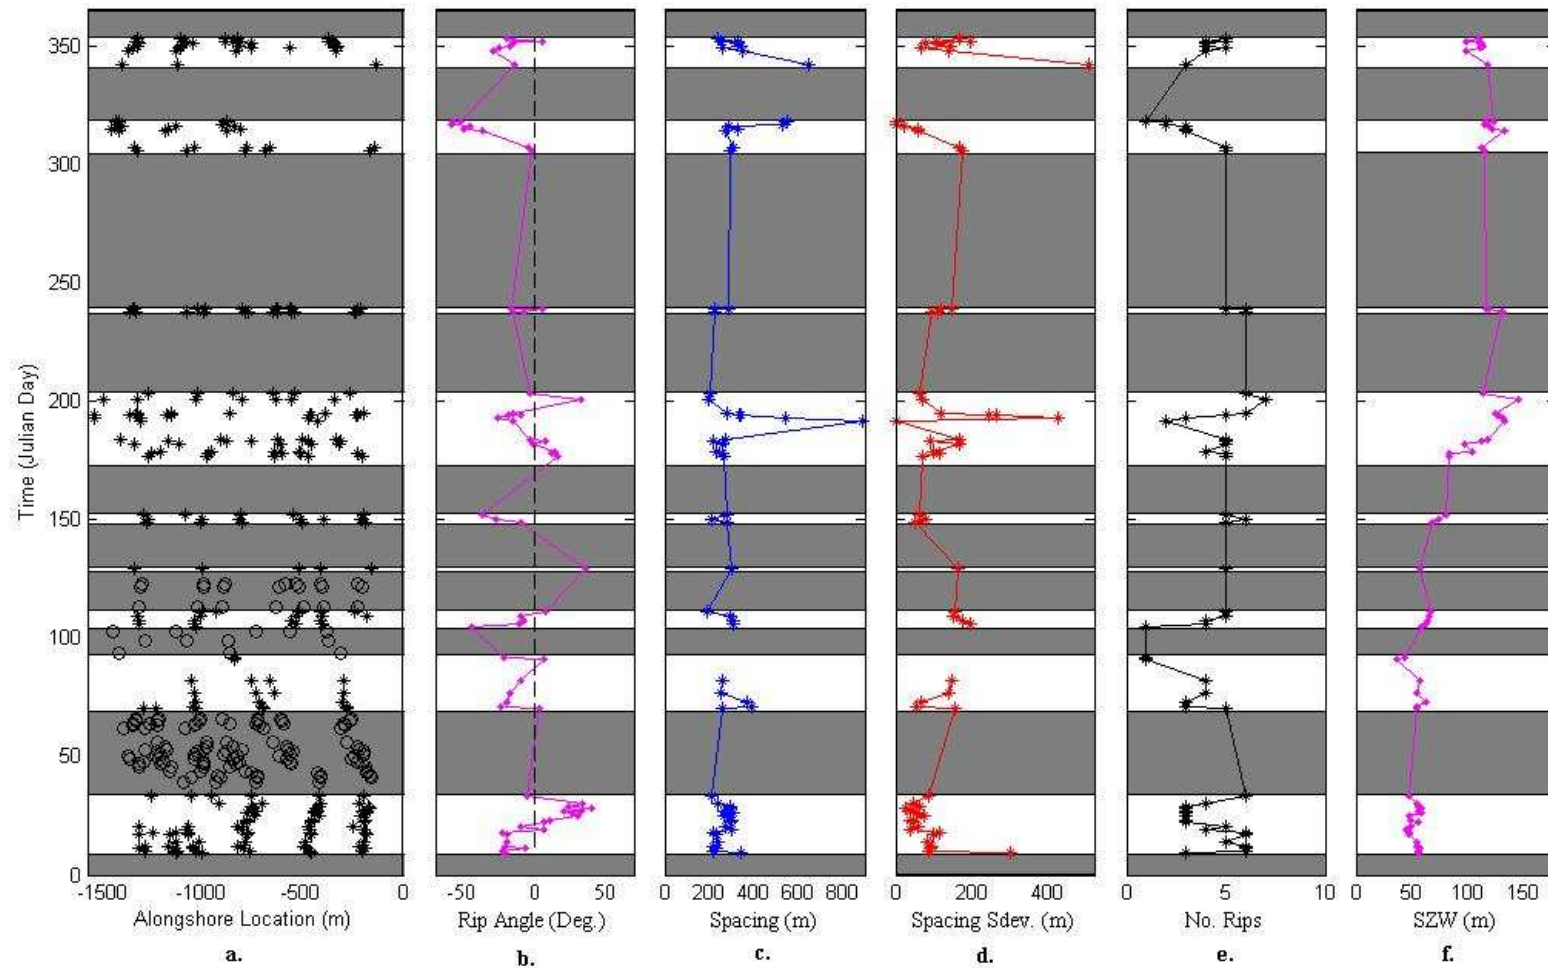 350
300
250
200
150
100
50
0
Time (Julian Day)
-1500 -1000 -500 0
-50 0 50
200 400 600 800
0 200 400
0 5 10
0 50 100 150
Alongshore Location (m)
Rip Angle (Deg.)
Spacing (m)
Spacing Sdev. (m)
No. Rips
SZW (m)
a.
b.
c.
d.
e.
f.